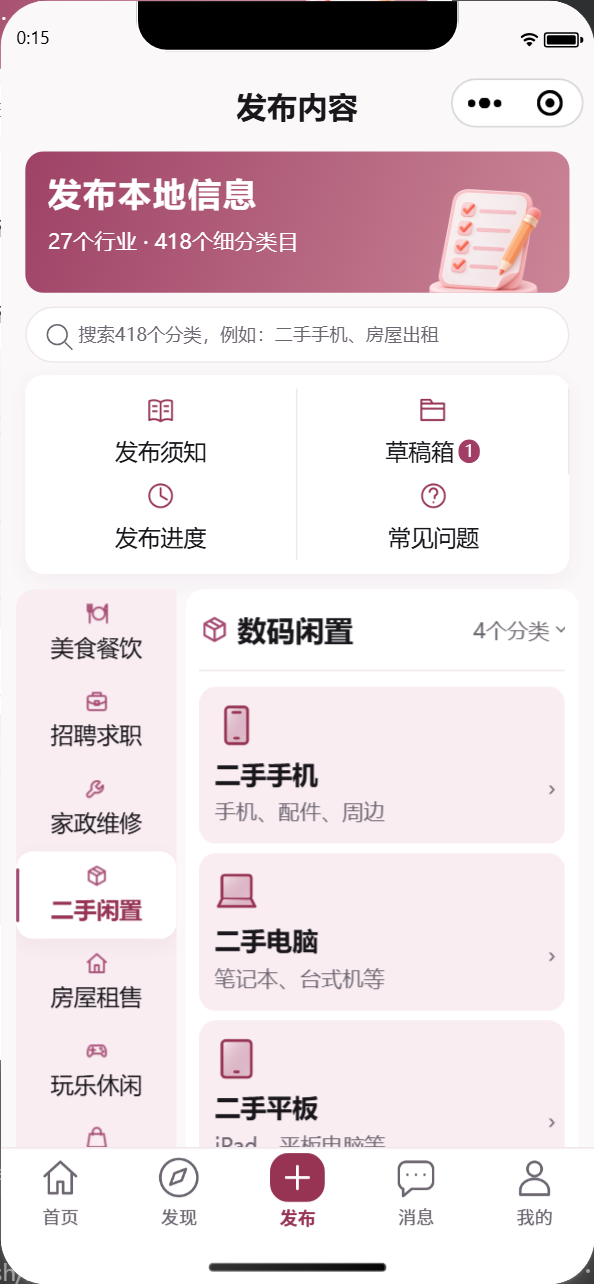 0:15
发布内容
发布本地信息
27个行业 · 418个细分类目
搜索418个分类，例如：二手手机、房屋出租
发布须知
草稿箱 1
发布进度
常见问题
美食餐饮
招聘求职
家政维修
二手闲置
房屋租售
玩乐休闲
数码闲置
4个分类
二手手机
手机、配件、周边
二手电脑
笔记本、台式机等
二手平板
iPad、平板电脑等
首页
发现
发布
消息
我的